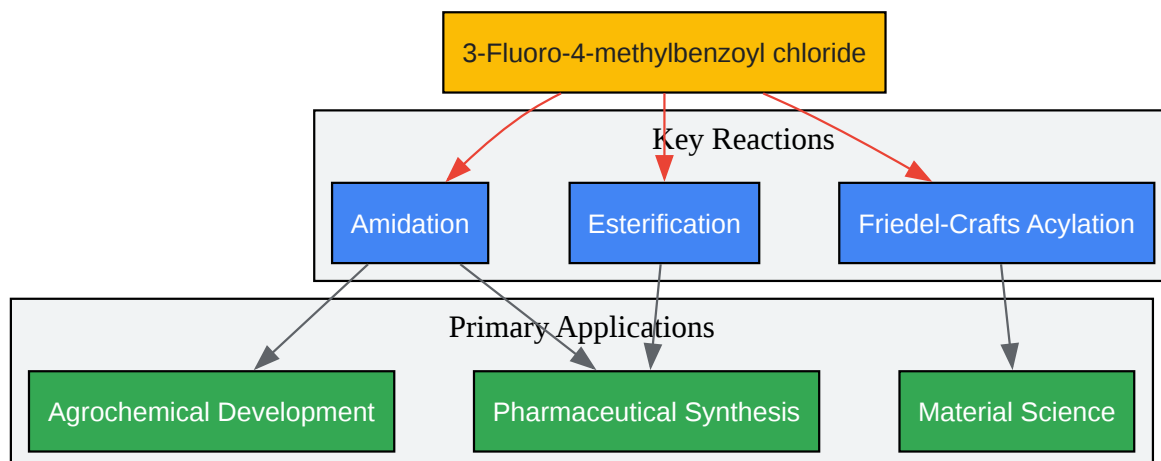 3-Fluoro-4-methylbenzoyl chloride
Key Reactions
Amidation
Esterification
Friedel-Crafts Acylation
Primary Applications
Agrochemical Development
Pharmaceutical Synthesis
Material Science